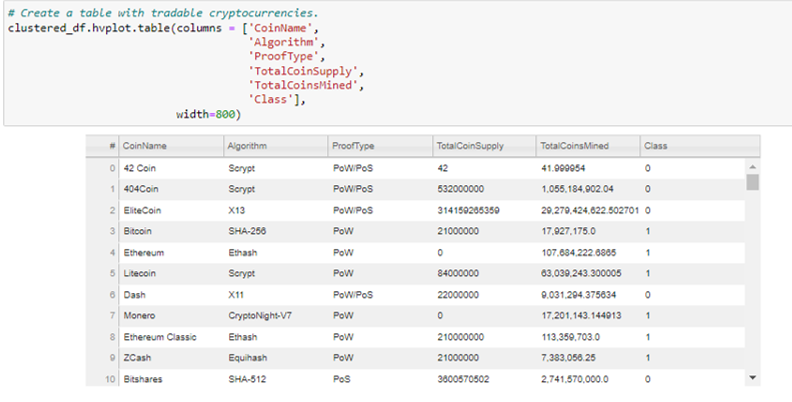 # Create a table with tradable cryptocurrencies.
clustered_df.hvplot.table(columns = ['CoinName',
'Algorithm',
'ProofType',
'TotalCoinSupply',
'TotalCoinsMined',
'Class'],
width=800)
# CoinName Algorithm ProofType TotalCoinSupply TotalCoinsMined Class
0 42 Coin Scrypt PoW/PoS 42 41.999954 0
1 404Coin Scrypt PoW/PoS 532000000 1,055,184,902.04 0
2 EliteCoin X13 PoW/PoS 314159265359 29,279,424,622.502701 0
3 Bitcoin SHA-256 PoW 21000000 17,927,175.0 1
4 Ethereum Ethash PoW 0 107,684,222.6865 1
5 Litecoin Scrypt PoW 84000000 63,039,243.300005 1
6 Dash X11 PoW/PoS 22000000 9,031,294.375634 0
7 Monero CryptoNight-V7 PoW 0 17,201,143.144913 1
8 Ethereum Classic Ethash PoW 210000000 113,359,703.0 1
9 ZCash Equihash PoW 21000000 7,383,056.25 1
10 Bitshares SHA-512 PoS 3600570502 2,741,570,000.0 0